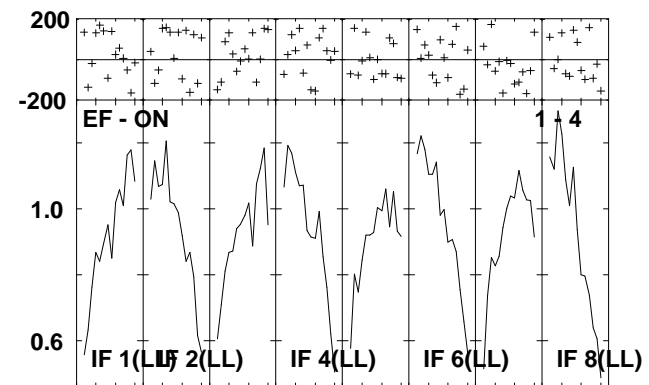 200
-200
EF - ON 1 - 4
1.0
0.6
IF 1(LL) IF 2(LL) IF 4(LL) IF 6(LL) IF 8(LL)